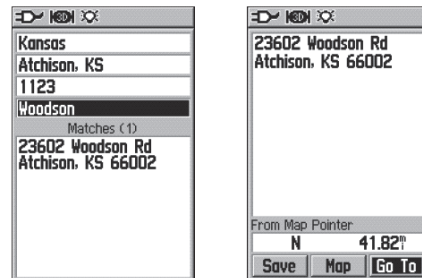 Kansas
Atchison, KS
1123
Woodson
Matches (1)
23602 Woodson Rd
Atchison, KS 66002
23602 Woodson Rd
Atchison, KS 66002
From Map Pointer
N 41.82m
Save Map Go To